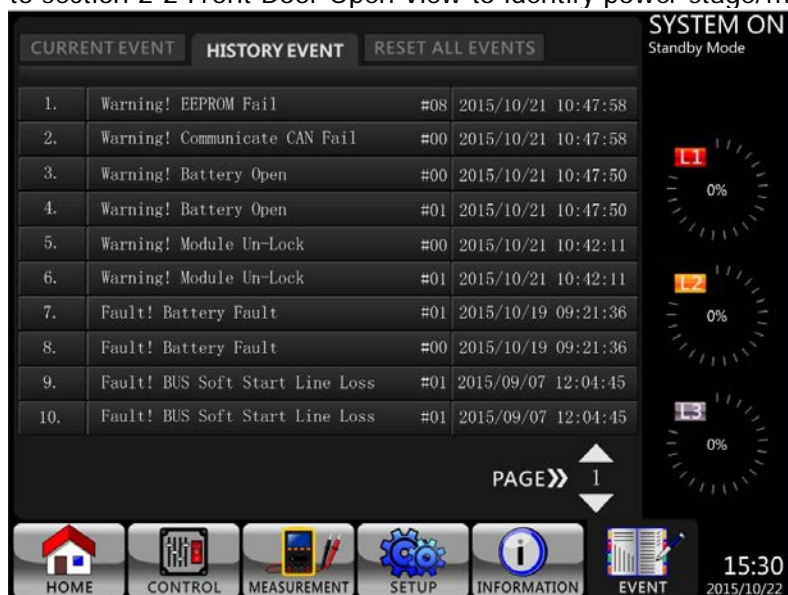 to section 2-2 Front Door Open View to identify power stage/m
SYSTEM ON
Standby Mode
CURRENT EVENT HISTORY EVENT RESET ALL EVENTS
1. Warning! EEPROM Fail #08 2015/10/21 10:47:58
2. Warning! Communicate CAN Fail #00 2015/10/21 10:47:58
3. Warning! Battery Open #00 2015/10/21 10:47:50
4. Warning! Battery Open #01 2015/10/21 10:47:50
5. Warning! Module Un-Lock #00 2015/10/21 10:42:11
6. Warning! Module Un-Lock #01 2015/10/21 10:42:11
7. Fault! Battery Fault #01 2015/10/19 09:21:36
8. Fault! Battery Fault #00 2015/10/19 09:21:36
9. Fault! BUS Soft Start Line Loss #01 2015/09/07 12:04:45
10. Fault! BUS Soft Start Line Loss #01 2015/09/07 12:04:45
L1
0%
L2
0%
L3
0%
PAGE 1
HOME CONTROL MEASUREMENT SETUP INFORMATION EVENT
15:30
2015/10/22